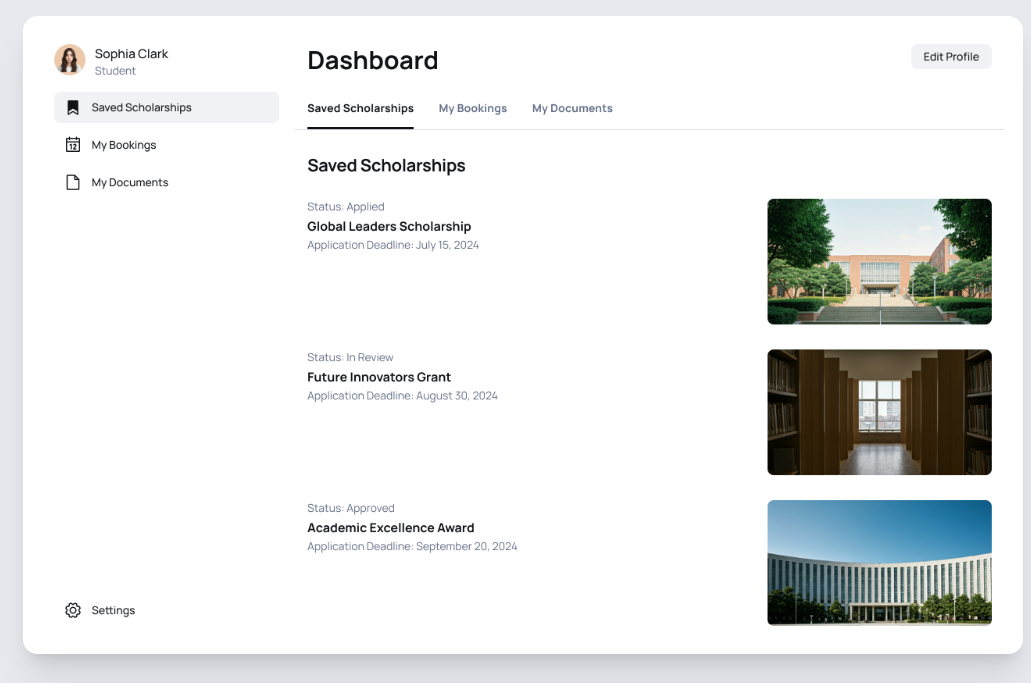 Sophia Clark
Student
Saved Scholarships
12
My Bookings
My Documents
Settings
Dashboard
Edit Profile
Saved Scholarships My Bookings My Documents
Saved Scholarships
Status: Applied
Global Leaders Scholarship
Application Deadline: July 15, 2024
Status: In Review
Future Innovators Grant
Application Deadline: August 30, 2024
Status: Approved
Academic Excellence Award
Application Deadline: September 20, 2024